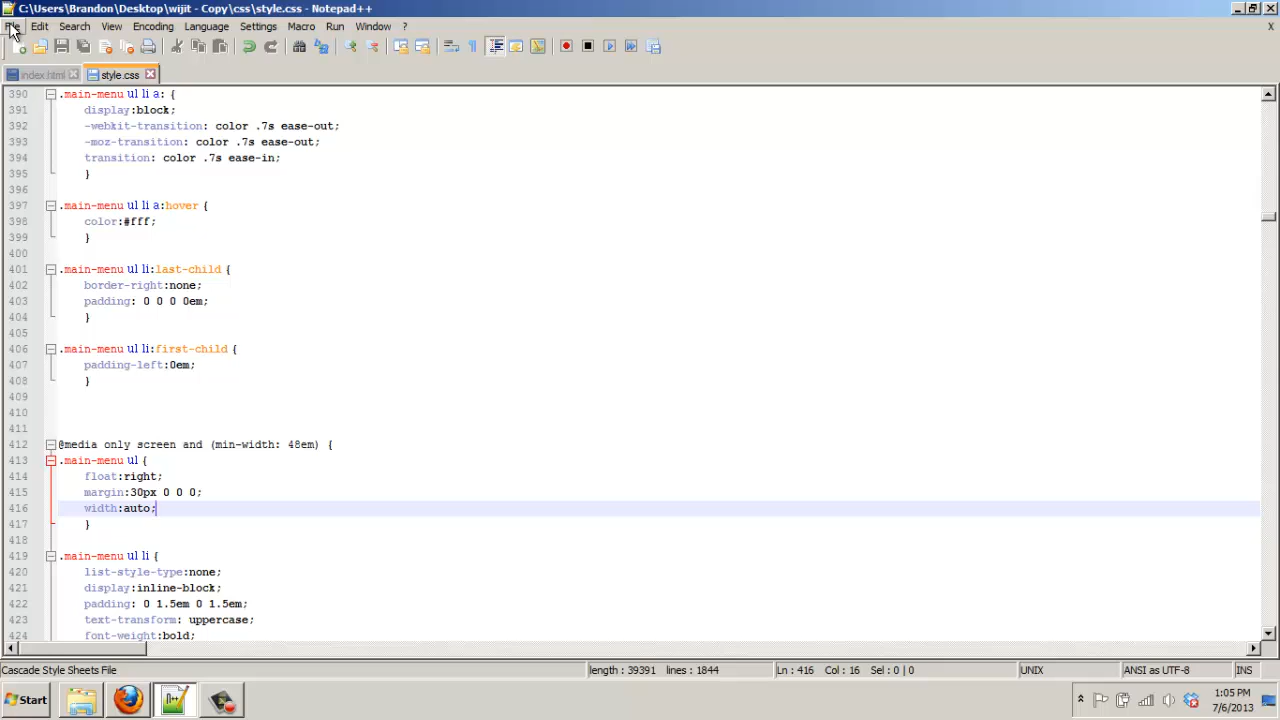 C:\Users\Brandon\Desktop\wijit - Copy\css\style.css - Notepad++
File Edit Search View Encoding Language Settings Macro Run Window ? X
index.html style.css
390 .main-menu ul li a: {
391 display:block;
392 -webkit-transition: color .7s ease-out;
393 -moz-transition: color .7s ease-out;
394 transition: color .7s ease-in;
395 }
396
397 .main-menu ul li a:hover {
398 color:#fff;
399 }
400
401 .main-menu ul li:last-child {
402 border-right:none;
403 padding: 0 0 0 0em;
404 }
405
406 .main-menu ul li:first-child {
407 padding-left:0em;
408 }
409
410
411
412 @media only screen and (min-width: 48em) {
413 .main-menu ul {
414 float:right;
415 margin:30px 0 0 0;
416 width:auto;
417 }
418
419 .main-menu ul li {
420 list-style-type:none;
421 display:inline-block;
422 padding: 0 1.5em 0 1.5em;
423 text-transform: uppercase;
424 font-weight:bold;
Cascade Style Sheets File length : 39391 lines : 1844 Ln : 416 Col : 16 Sel : 0 | 0 UNIX ANSI as UTF-8 INS
Start 1:05 PM
7/6/2013